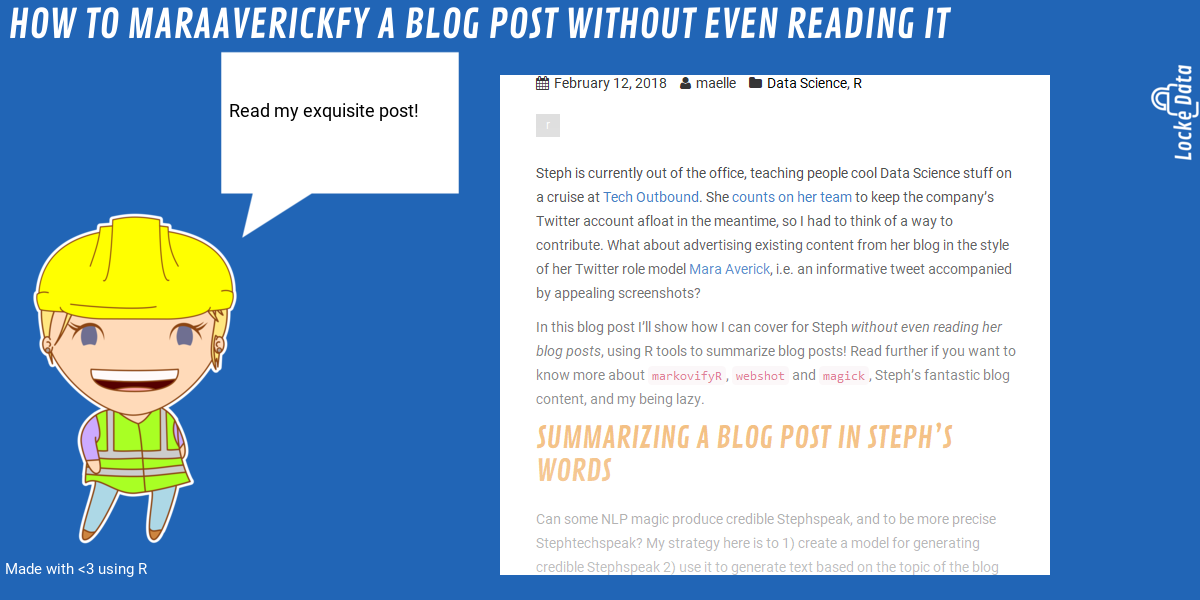 HOW TO MARAAVERICKFY A BLOG POST WITHOUT EVEN READING IT
Read my exquisite post!
February 12, 2018 maelle Data Science, R
r
Steph is currently out of the office, teaching people cool Data Science stuff on
a cruise at Tech Outbound. She counts on her team to keep the company’s
Twitter account afloat in the meantime, so I had to think of a way to
contribute. What about advertising existing content from her blog in the style
of her Twitter role model Mara Averick, i.e. an informative tweet accompanied
by appealing screenshots?
In this blog post I’ll show how I can cover for Steph without even reading her
blog posts, using R tools to summarize blog posts! Read further if you want to
know more about markovifyR, webshot and magick, Steph’s fantastic blog
content, and my being lazy.
SUMMARIZING A BLOG POST IN STEPH’S
WORDS
Can some NLP magic produce credible Stephspeak, and to be more precise
Stephtechspeak? My strategy here is to 1) create a model for generating
credible Stephspeak 2) use it to generate text based on the topic of the blog
Locke Data
Made with <3 using R